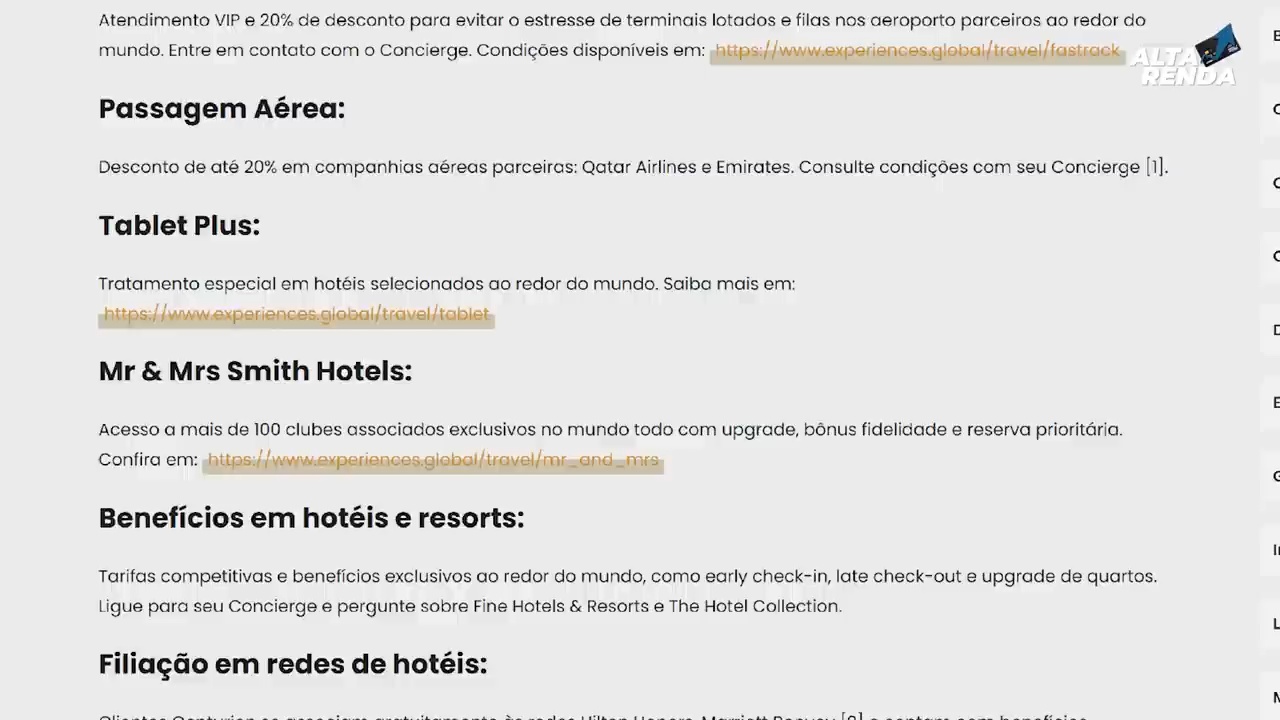 Atendimento VIP e 20% de desconto para evitar o estresse de terminais lotados e filas nos aeroporto parceiros ao redor do
mundo. Entre em contato com o Concierge. Condições disponíveis em: https://www.experiences.global/travel/fastrack
ALTA
RENDA
Passagem Aérea:
Desconto de até 20% em companhias aéreas parceiras: Qatar Airlines e Emirates. Consulte condições com seu Concierge [1].
Tablet Plus:
Tratamento especial em hotéis selecionados ao redor do mundo. Saiba mais em:
https://www.experiences.global/travel/tablet
Mr & Mrs Smith Hotels:
Acesso a mais de 100 clubes associados exclusivos no mundo todo com upgrade, bônus fidelidade e reserva prioritária.
Confira em: https://www.experiences.global/travel/mr_and_mrs
Benefícios em hotéis e resorts:
Tarifas competitivas e benefícios exclusivos ao redor do mundo, como early check-in, late check-out e upgrade de quartos.
Ligue para seu Concierge e pergunte sobre Fine Hotels & Resorts e The Hotel Collection.
Filiação em redes de hotéis: